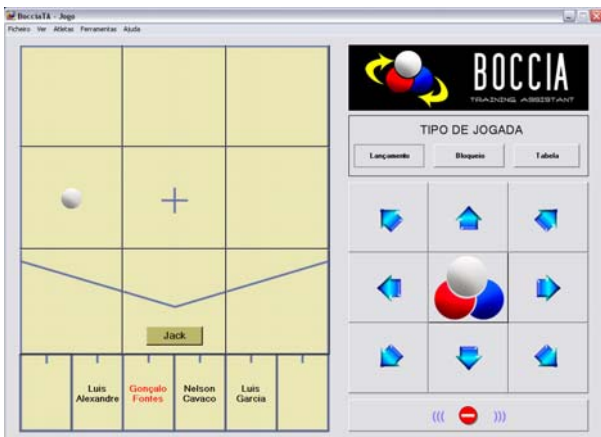 BocciaTA - Jogo
Ficheiro Ver Atletas Ferramentas Ajuda
BOCCIA
TRAINING ASSISTANT
TIPO DE JOGADA
Lançamento Bloqueio Tabela
Jack
Luis Alexandre
Gonçalo Fontes
Nelson Cavaco
Luis Garcia